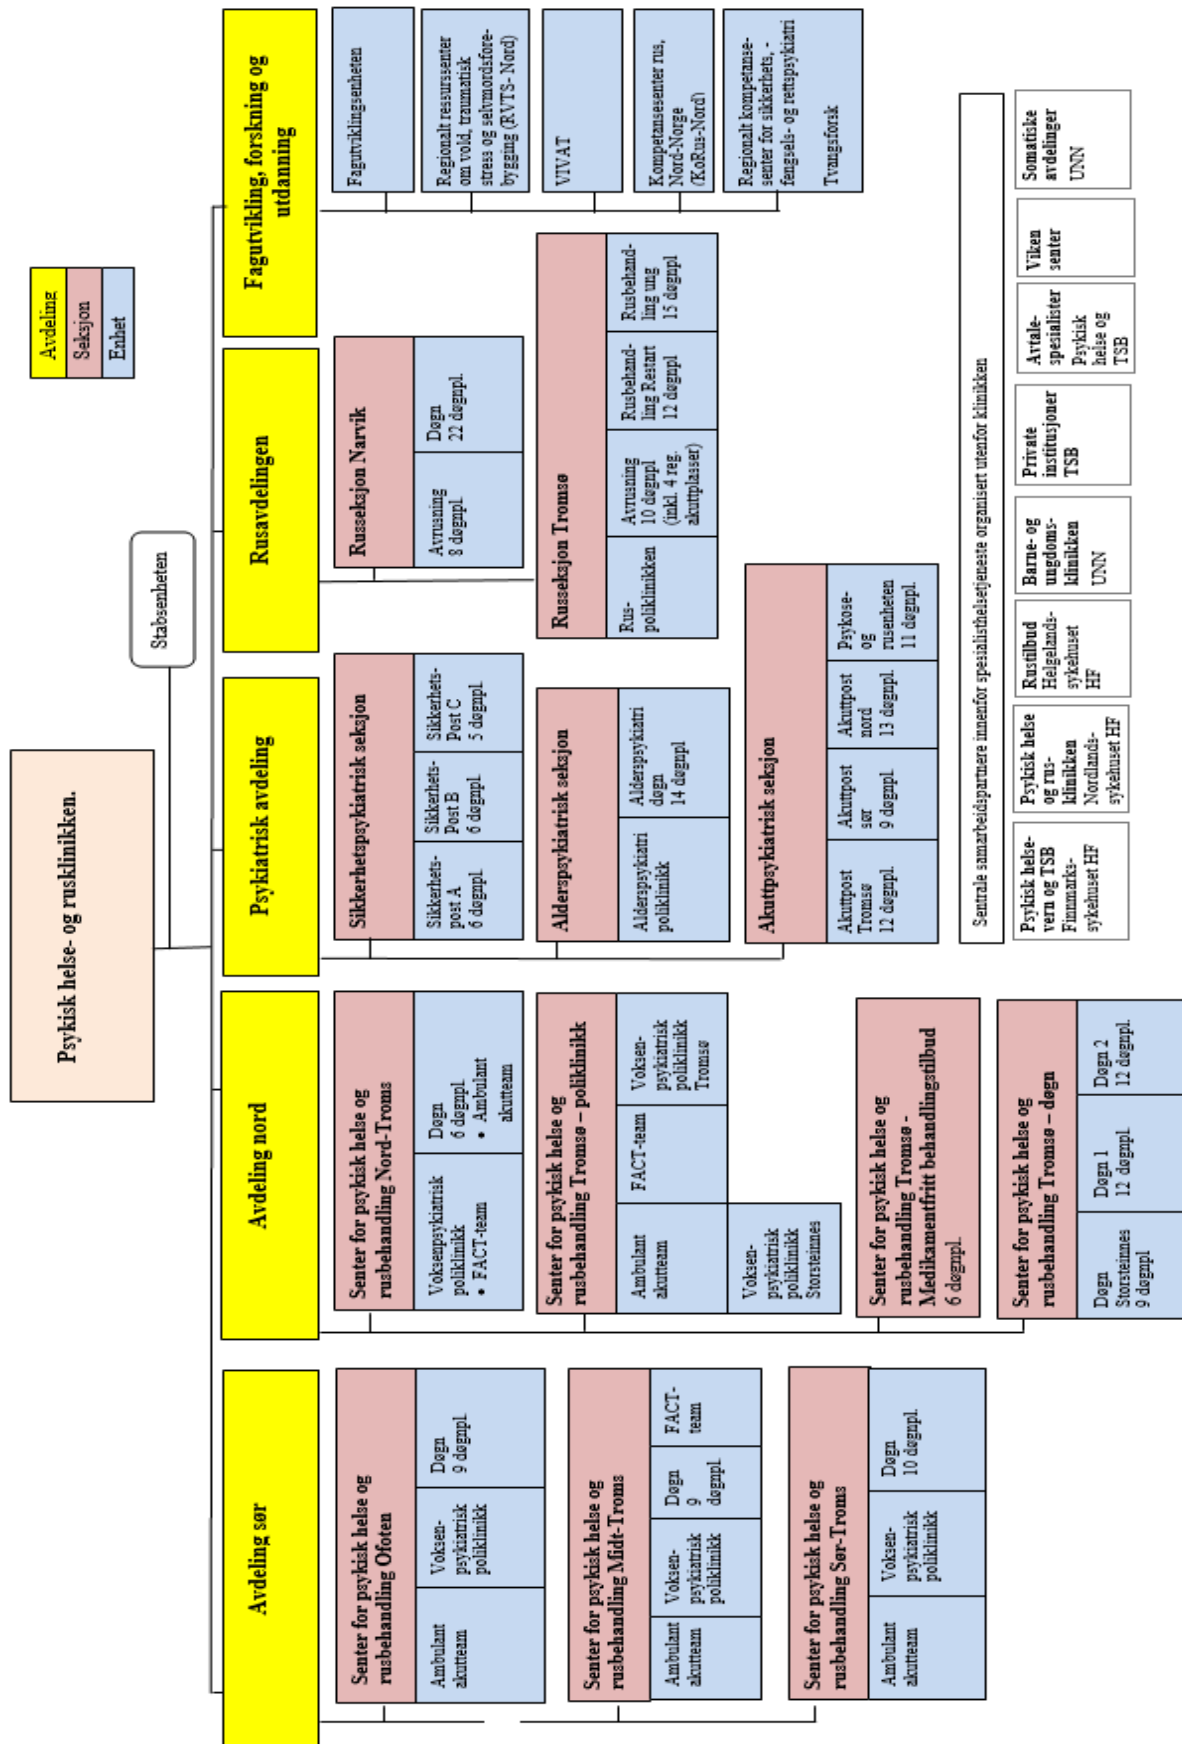 Psykisk helse- og rusklinikken.
Stabsenheten
Avdeling
Seksjon
Enhet
Avdeling sør
Senter for psykisk helse og
rusbehandling Ofoten
Ambulant
akutteam
Voksen-
psykiatrisk
poliklinikk
Døgn
9 døgnpl.
Senter for psykisk helse og
rusbehandling Midt-Troms
Ambulant
akutteam
Voksen-
psykiatrisk
poliklinikk
Døgn
9
døgnpl.
FACT-
team
Senter for psykisk helse og
rusbehandling Sør-Troms
Ambulant
akutteam
Voksen-
psykiatrisk
poliklinikk
Døgn
10 døgnpl.
Avdeling nord
Senter for psykisk helse og
rusbehandling Nord-Troms
Voksenpsykiatrisk
poliklinikk
• FACT-team
Døgn
6 døgnpl.
• Ambulant
akutteam
Senter for psykisk helse og
rusbehandling Tromsø – poliklinikk
Ambulant
akutteam
FACT-team
Voksen-
psykiatrisk
poliklinikk
Tromsø
Voksen-
psykiatrisk
poliklinikk
Storsteinnes
Senter for psykisk helse og
rusbehandling Tromsø -
Medikamentfritt behandlingstilbud
6 døgnpl.
Senter for psykisk helse og
rusbehandling Tromsø – døgn
Døgn
Storsteinnes
9 døgnpl
Døgn 1
12 døgnpl.
Døgn 2
12 døgnpl.
Psykiatrisk avdeling
Sikkerhetspsykiatrisk seksjon
Sikkerhets-
post A
6 døgnpl.
Sikkerhets-
Post B
6 døgnpl.
Sikkerhets-
Post C
5 døgnpl.
Alderspsykiatrisk seksjon
Alderspsykiatri
poliklinikk
Alderspsykiatri
døgn
14 døgnpl
Akuttpsykiatrisk seksjon
Akuttpost
Tromsø
12 døgnpl.
Akuttpost
sør
9 døgnpl.
Akuttpost
nord
13 døgnpl.
Psykose-
og
rusenheten
11 døgnpl.
Rusavdelingen
Russeksjon Narvik
Avrusning
8 døgnpl.
Døgn
22 døgnpl.
Russeksjon Tromsø
Rus-
poliklinikken
Avrusning
10 døgnpl
(inkl. 4 reg.
akuttplasser)
Rusbehand-
ling Restart
12 døgnpl
Rusbehand-
ling ung
15 døgnpl
Fagutvikling, forskning og
utdanning
Fagutviklingsenheten
Regionalt ressurssenter
om vold, traumatisk
stress og selvmordsfore-
bygging (RVTS- Nord)
VIVAT
Kompetansesenter rus,
Nord-Norge
(KoRus-Nord)
Regionalt kompetanse-
senter for sikkerhets, -
fengsels- og rettspsykiatri
Tvangsforsk
Sentrale samarbeidspartnere innenfor spesialisthelsetjeneste organisert utenfor klinikken
Psykisk helse-
vern og TSB
Finnmarks-
sykehuset HF
Psykisk helse
og rus-
klinikken
Nordlands-
sykehuset HF
Rustilbud
Helgelands-
sykehuset
HF
Barne- og
ungdoms-
klinikken
UNN
Private
institusjoner
TSB
Avtale-
spesialister
Psykisk
helse og
TSB
Viken
senter
Somatiske
avdelinger
UNN